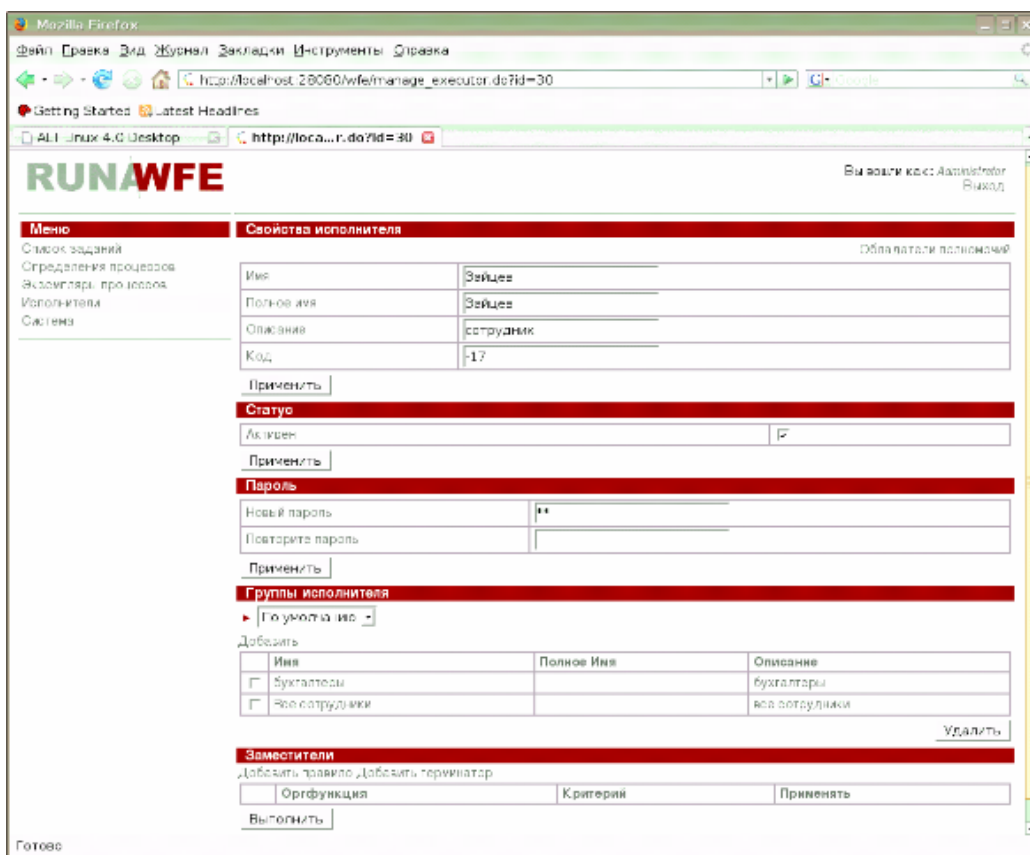 Mozilla Firefox
Файл Правка Вид Журнал Закладки Инструменты Справка
http://localhost:28080/wfe/manage_executor.do?id=30
Google
Getting Started Latest Headlines
ALT Linux 4.0 Desktop http://loca...r.do?id=30
RUNAWFE
Вы вошли как: Administrator
Выход
Меню
Список заданий
Определения процессов
Экземпляры процессов
Исполнители
Система
Свойства исполнителя
Обладатели полномочий
Имя Зайцев
Полное имя Зайцев
Описание сотрудник
Код -17
Применить
Статус
Активен
Применить
Пароль
Новый пароль **
Повторите пароль
Применить
Группы исполнителя
По умолчанию
Добавить
Имя Полное Имя Описание
бухгалтеры бухгалтеры
Все сотрудники все сотрудники
Удалить
Заместители
Добавить правило Добавить терминатор
Оргфункция Критерий Применять
Выполнить
Готово